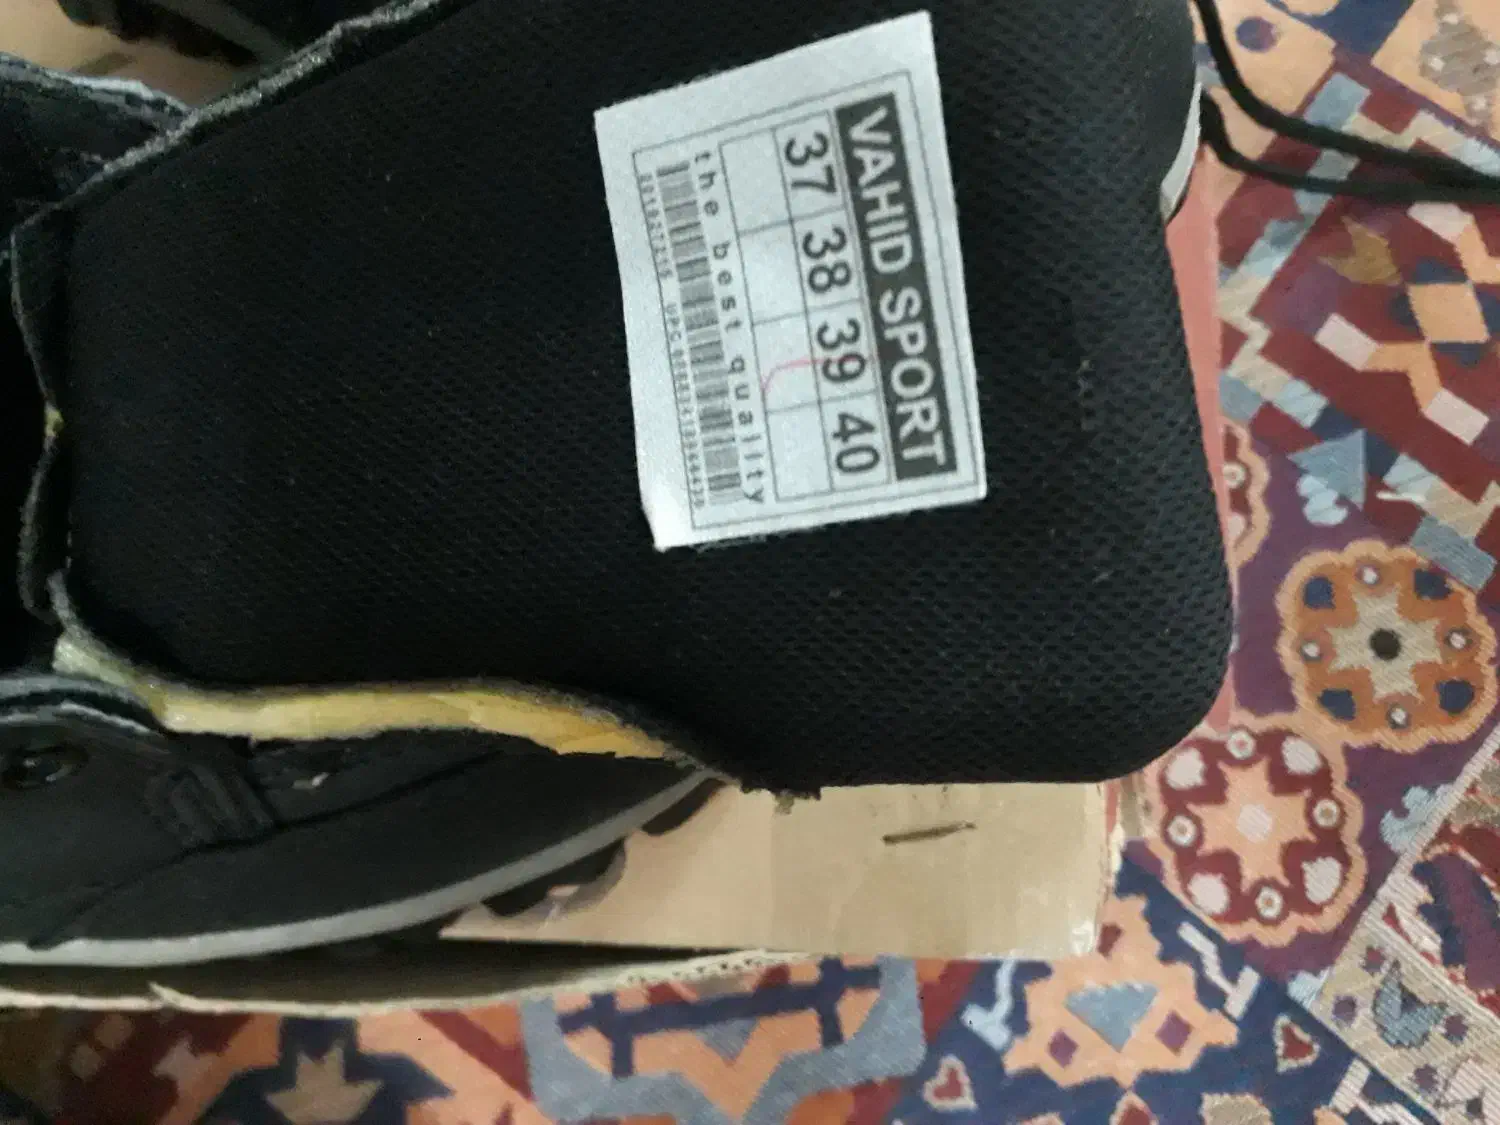 VAHID SPORT
37 38 39 40
the best quality